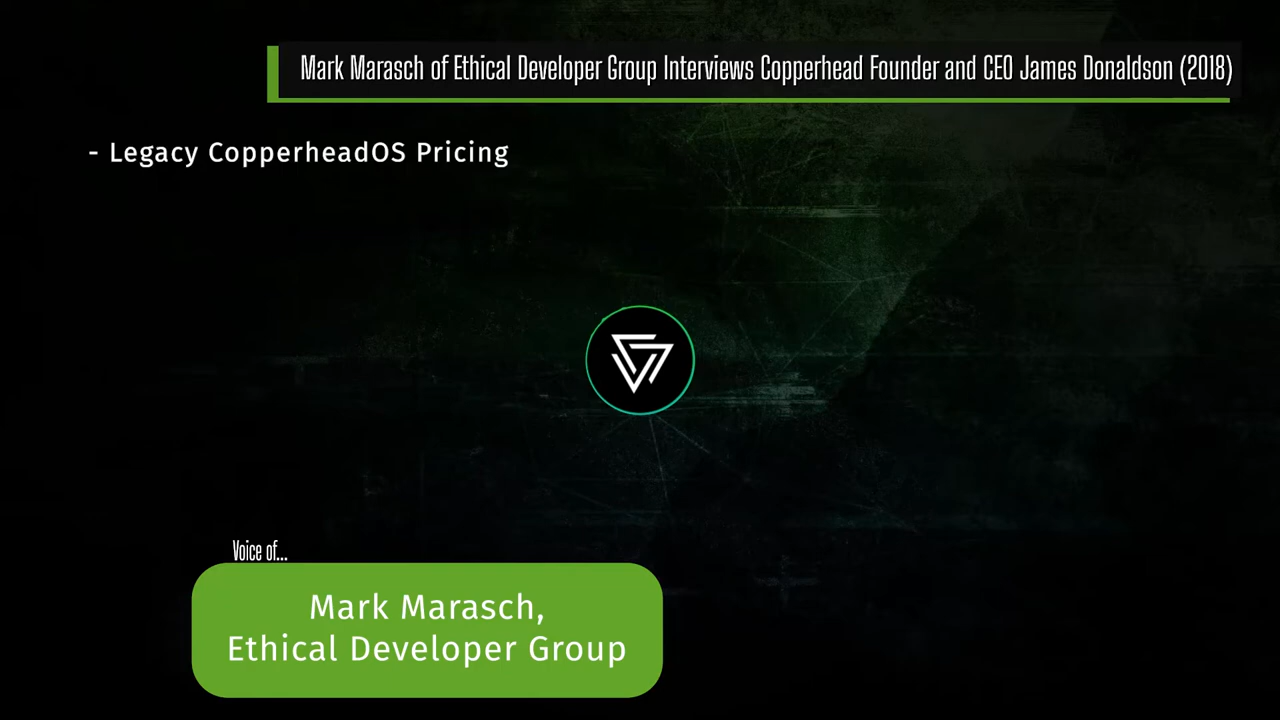 Mark Marasch of Ethical Developer Group Interviews Copperhead Founder and CEO James Donaldson (2018)
- Legacy CopperheadOS Pricing
Voice of...
Mark Marasch,
Ethical Developer Group